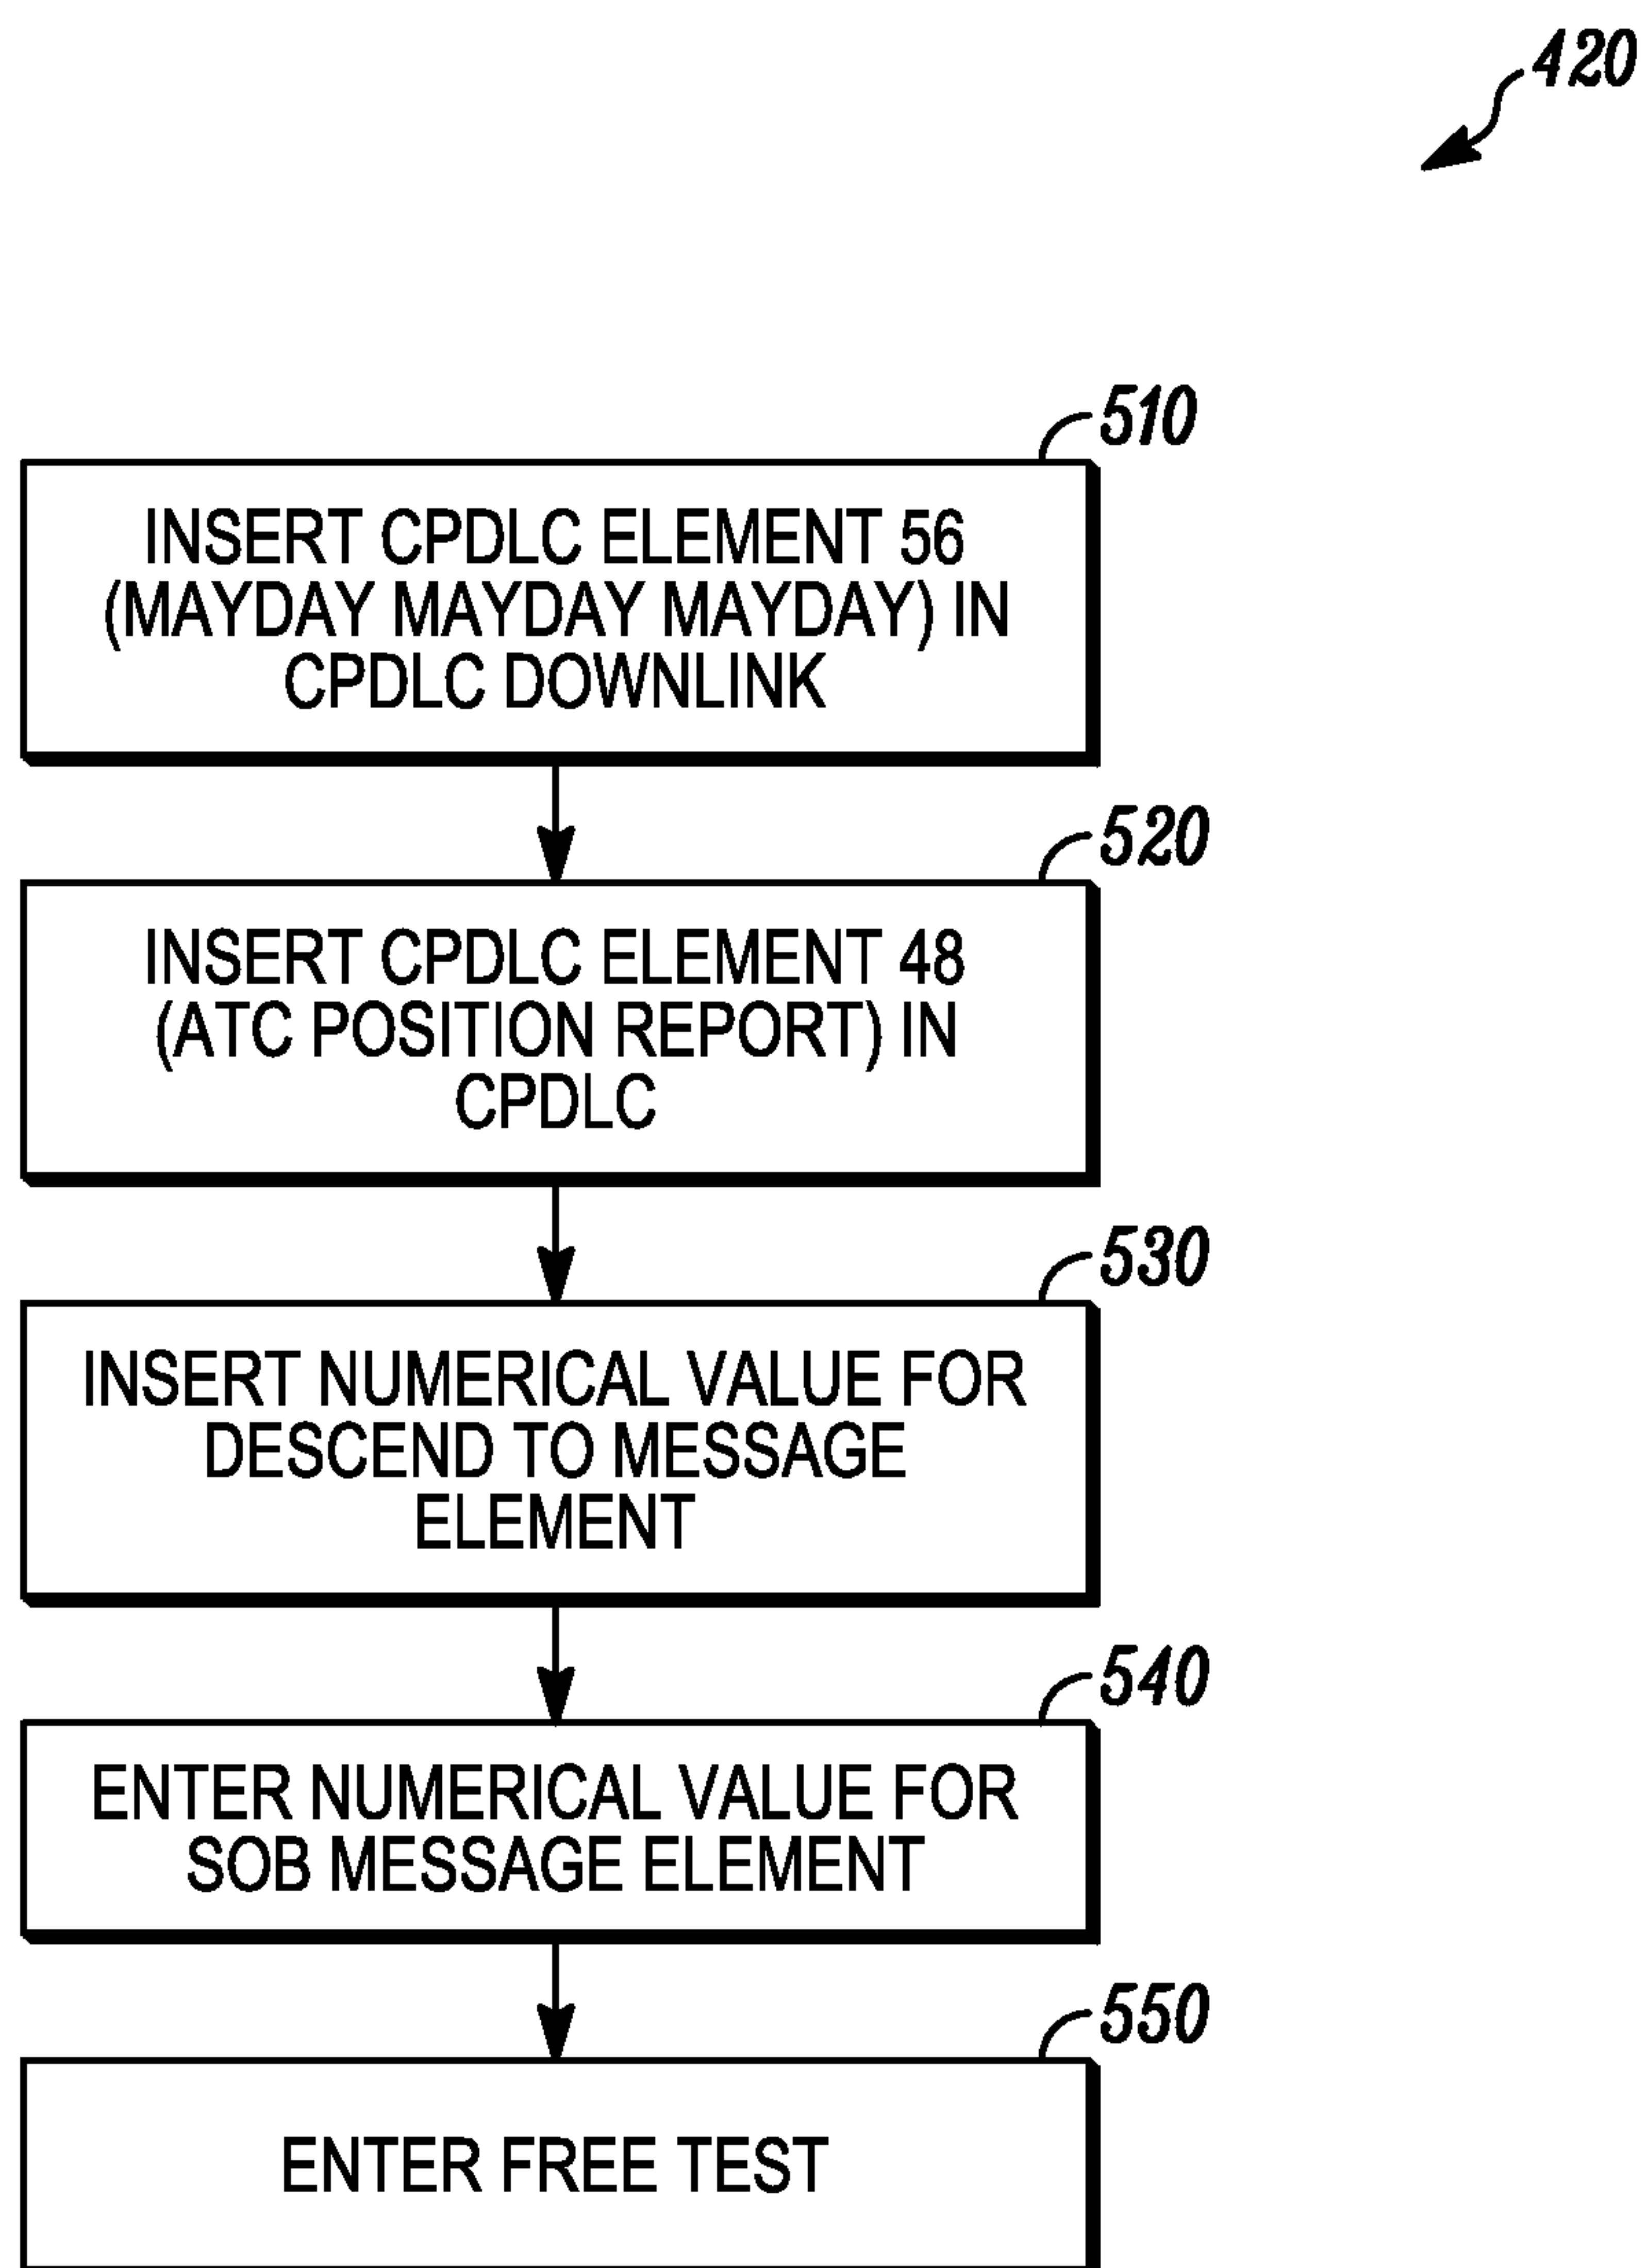 420
510
INSERT CPDLC ELEMENT 56
(MAYDAY MAYDAY MAYDAY) IN
CPDLC DOWNLINK
520
INSERT CPDLC ELEMENT 48
(ATC POSITION REPORT) IN
CPDLC
530
INSERT NUMERICAL VALUE FOR
DESCEND TO MESSAGE
ELEMENT
540
ENTER NUMERICAL VALUE FOR
SOB MESSAGE ELEMENT
550
ENTER FREE TEST